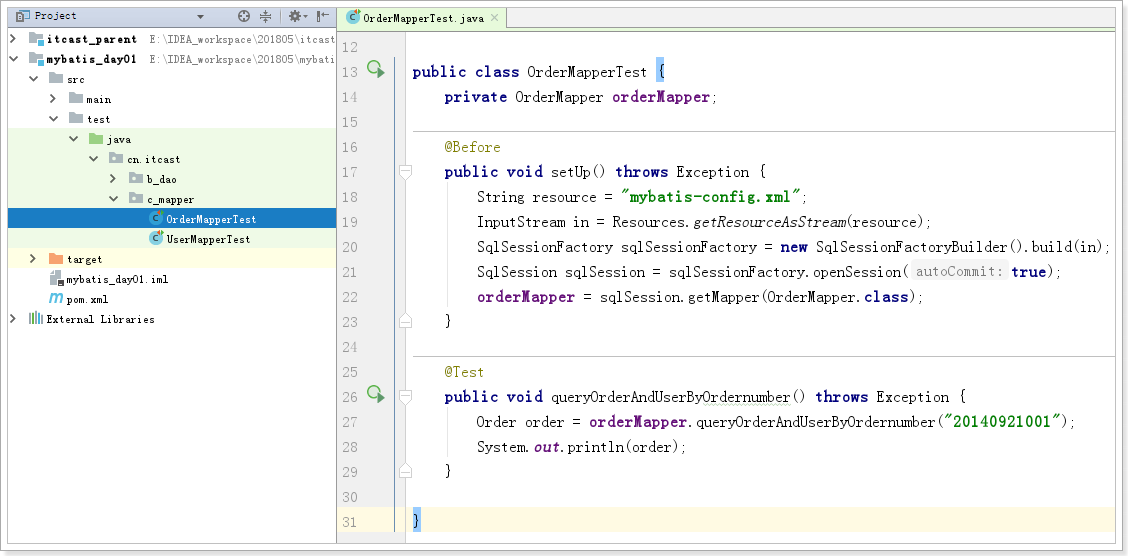 Project
itcast_parent E:\IDEA_workspace\201805\itcast
mybatis_day01 E:\IDEA_workspace\201805\mybati
src
main
test
java
cn.itcast
b_dao
c_mapper
OrderMapperTest
UserMapperTest
target
mybatis_day01.iml
pom.xml
External Libraries
OrderMapperTest.java
12
13 public class OrderMapperTest {
14 private OrderMapper orderMapper;
15
16 @Before
17 public void setUp() throws Exception {
18 String resource = "mybatis-config.xml";
19 InputStream in = Resources.getResourceAsStream(resource);
20 SqlSessionFactory sqlSessionFactory = new SqlSessionFactoryBuilder().build(in);
21 SqlSession sqlSession = sqlSessionFactory.openSession( autoCommit: true);
22 orderMapper = sqlSession.getMapper(OrderMapper.class);
23 }
24
25 @Test
26 public void queryOrderAndUserByOrdernumber() throws Exception {
27 Order order = orderMapper.queryOrderAndUserByOrdernumber("20140921001");
28 System.out.println(order);
29 }
30
31 }